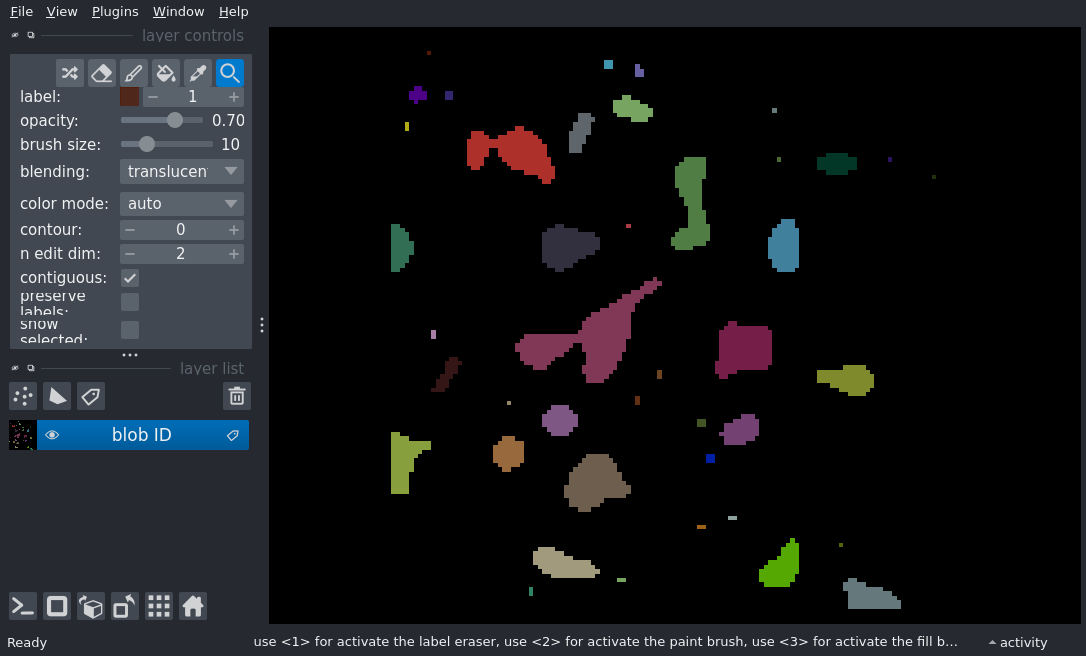 File View Plugins Window Help
layer controls
label: 1
opacity: 0.70
brush size: 10
blending: translucen
color mode: auto
contour: 0
n edit dim: 2
contiguous:
preserve
labels:
show
selected:
layer list
blob ID
Ready use <1> for activate the label eraser, use <2> for activate the paint brush, use <3> for activate the fill b... activity